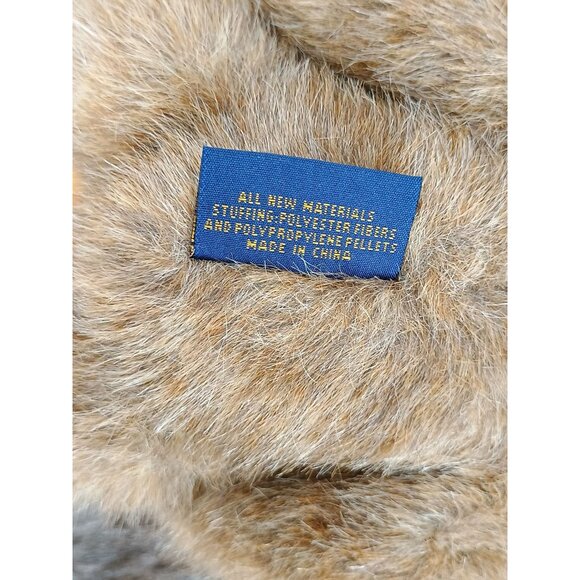 ALL NEW MATERIALS
STUFFING:POLYESTER FIBERS
AND POLYPROPYLENE PELLETS
MADE IN CHINA